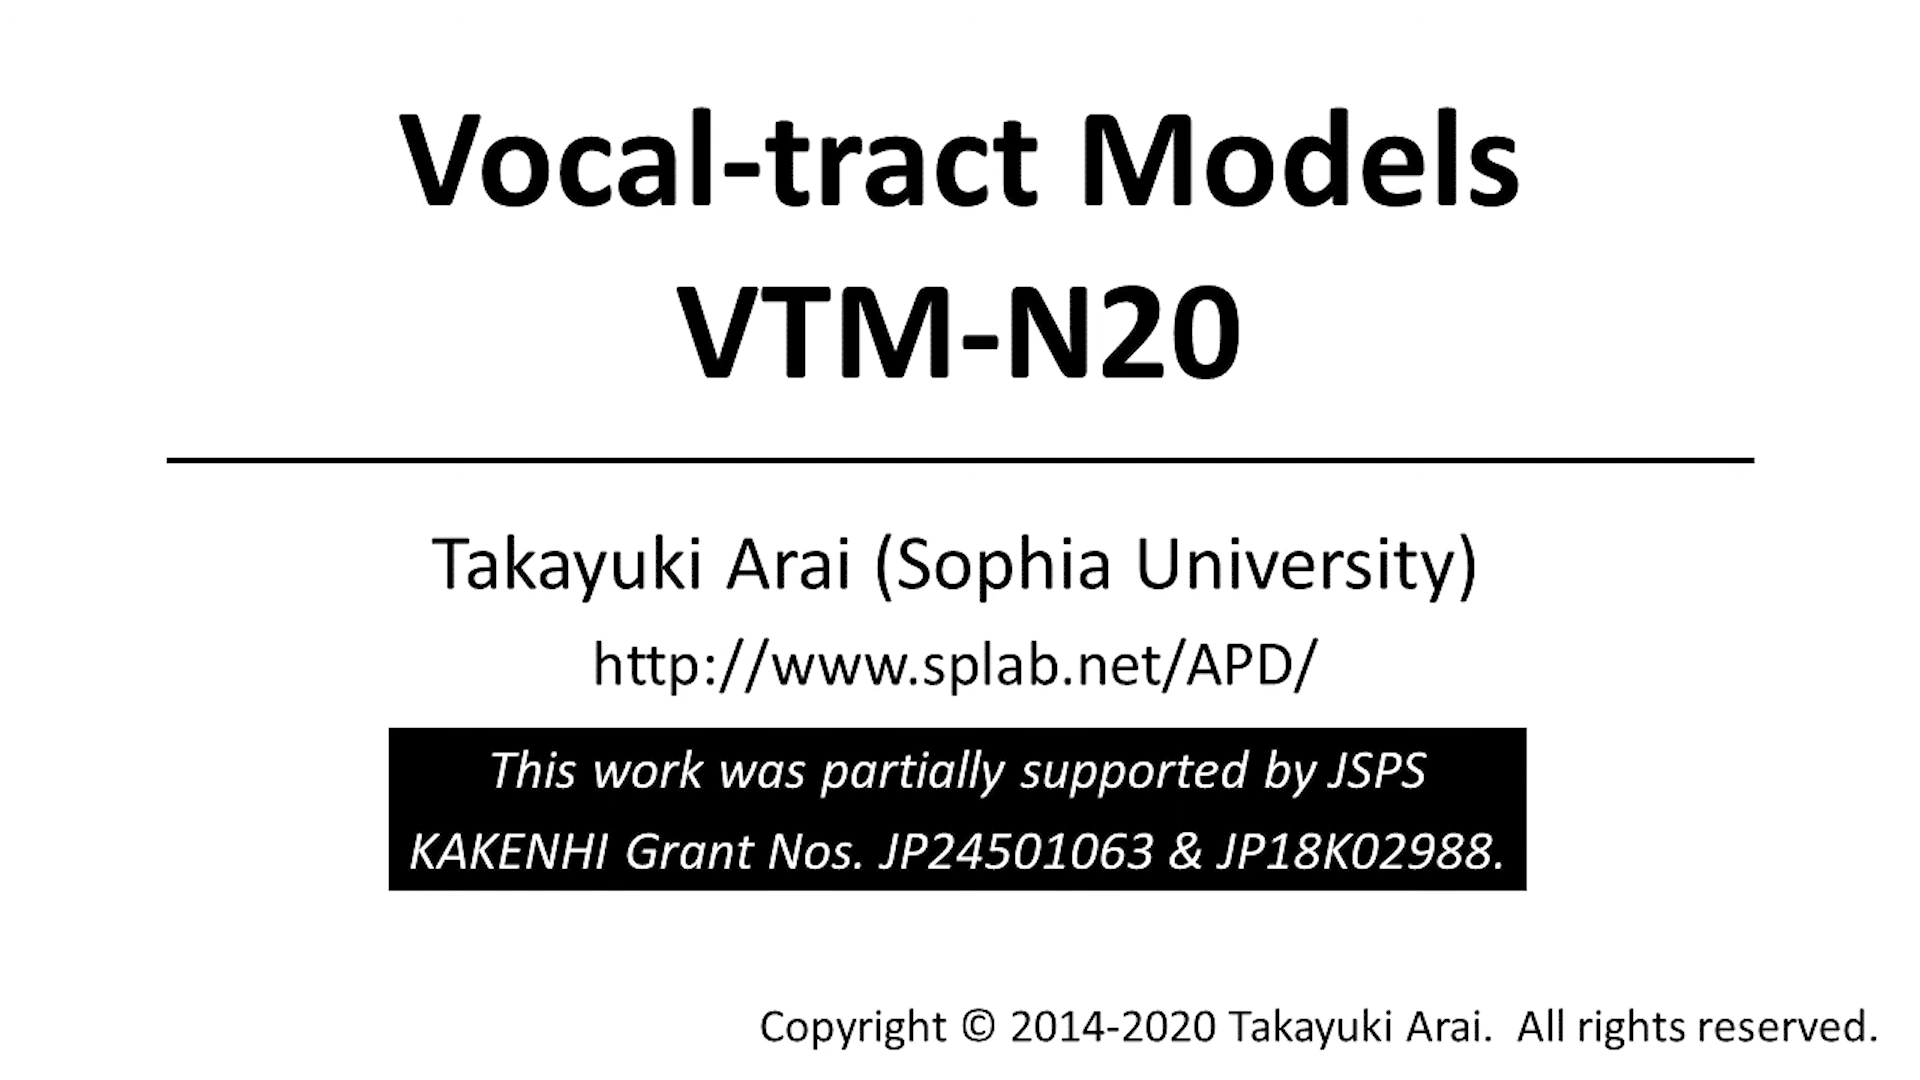 Vocal-tract Models
VTM-N20
Takayuki Arai (Sophia University)
http://www.splab.net/APD/
This work was partially supported by JSPS
KAKENHI Grant Nos. JP24501063 & JP18K02988.
Copyright © 2014-2020 Takayuki Arai.  All rights reserved.